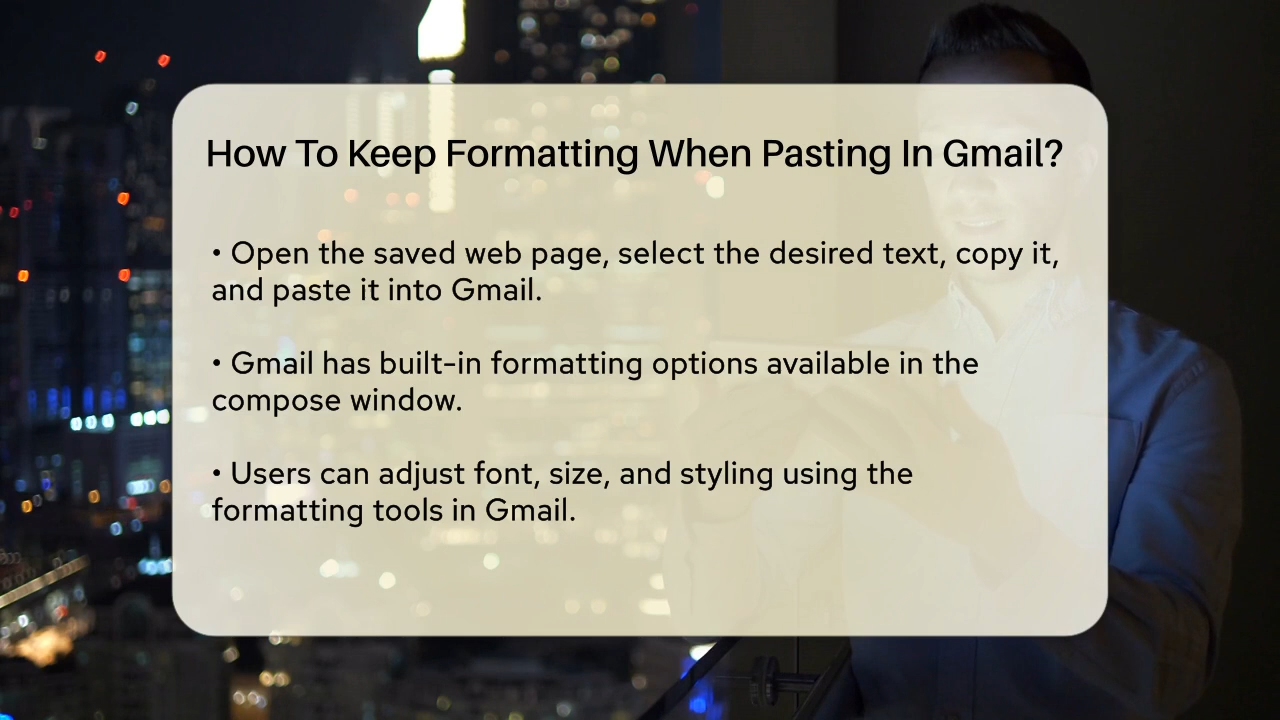 How To Keep Formatting When Pasting In Gmail?
• Open the saved web page, select the desired text, copy it,
and paste it into Gmail.
• Gmail has built-in formatting options available in the
compose window.
• Users can adjust font, size, and styling using the
formatting tools in Gmail.